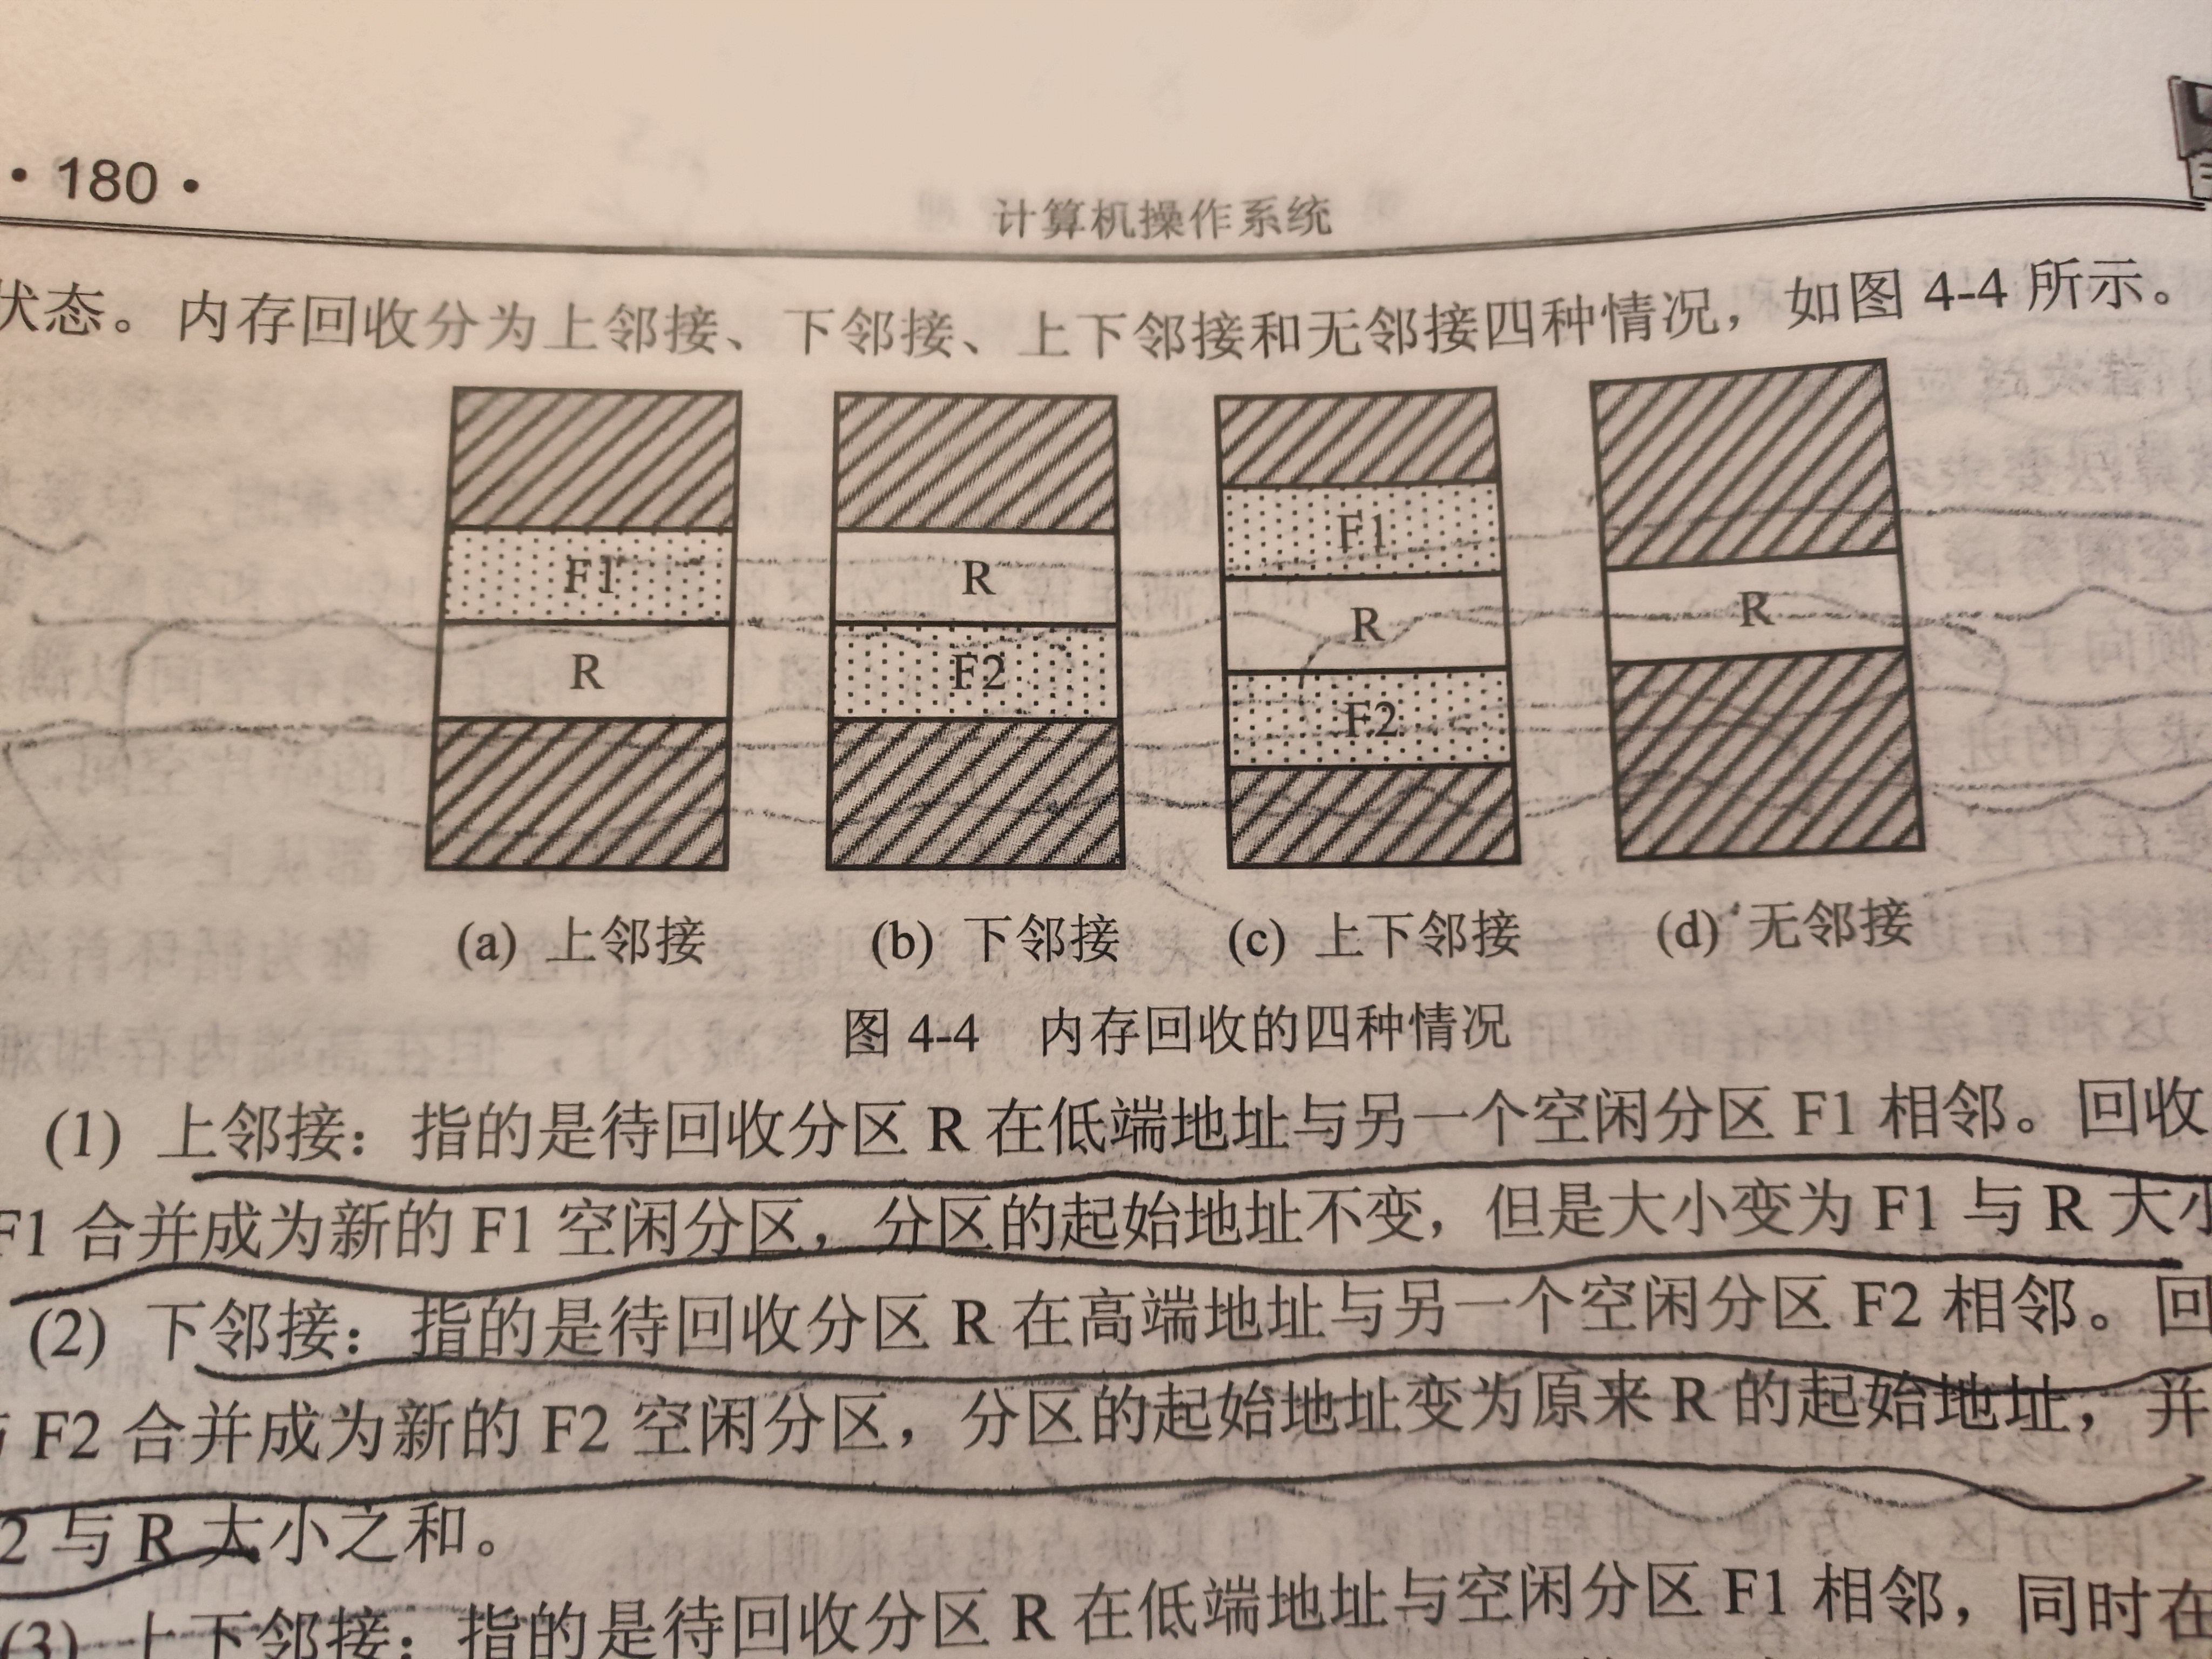 · 180 ·
计算机操作系统
状态。内存回收分为上邻接、下邻接、上下邻接和无邻接四种情况，如图 4-4 所示。
F1
R
R
F2
F1
R
F2
R
(a) 上邻接
(b) 下邻接
(c) 上下邻接
(d) 无邻接
图 4-4 内存回收的四种情况
(1) 上邻接：指的是待回收分区 R 在低端地址与另一个空闲分区 F1 相邻。回收
F1 合并成为新的 F1 空闲分区，分区的起始地址不变，但是大小变为 F1 与 R 大小
(2) 下邻接：指的是待回收分区 R 在高端地址与另一个空闲分区 F2 相邻。回
与 F2 合并成为新的 F2 空闲分区，分区的起始地址变为原来 R 的起始地址，并
2 与 R 大小之和。
(3) 上下邻接：指的是待回收分区 R 在低端地址与空闲分区 F1 相邻，同时在